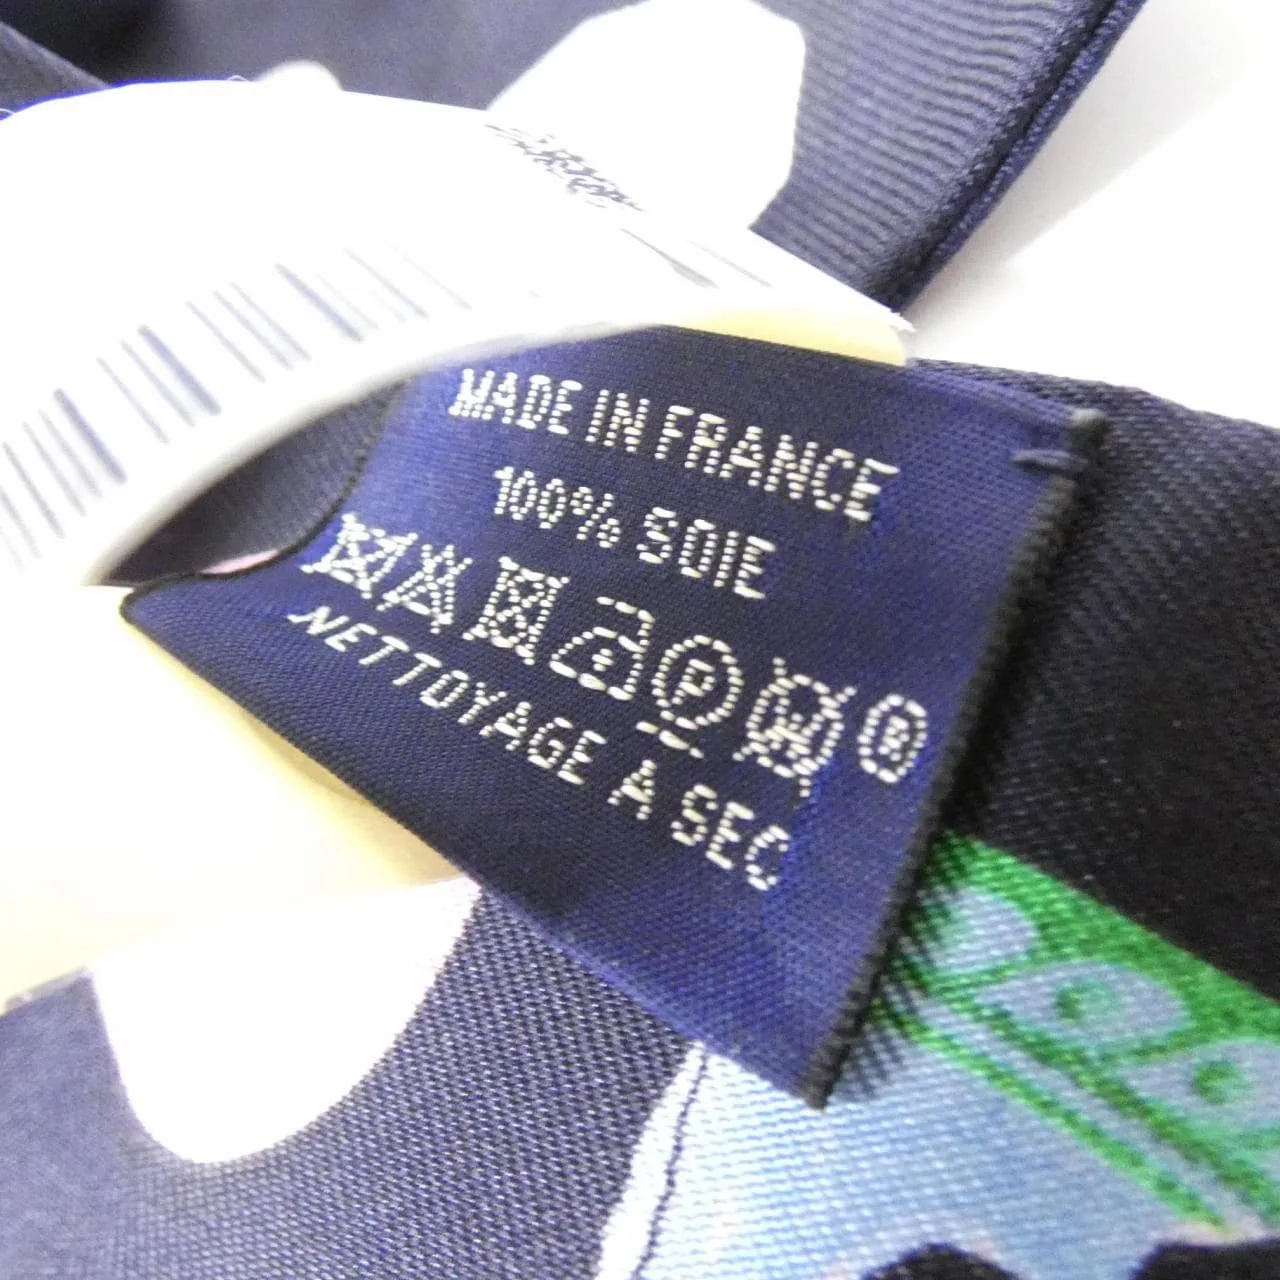 MADE IN FRANCE
100% SOIE
P
®
NETTOYAGE A SEC